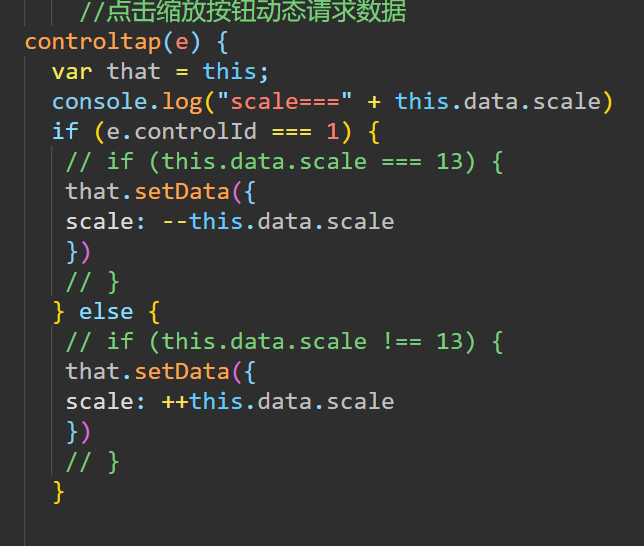 //点击缩放按钮动态请求数据
controltap(e) {
var that = this;
console.log("scale===" + this.data.scale)
if (e.controlId === 1) {
// if (this.data.scale === 13) {
that.setData({
scale: --this.data.scale
})
// }
} else {
// if (this.data.scale !== 13) {
that.setData({
scale: ++this.data.scale
})
// }
}